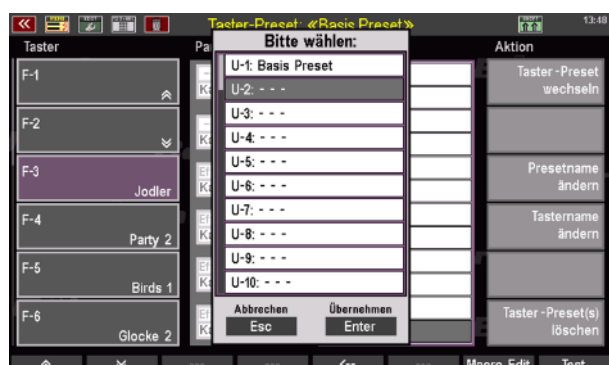 Taster-Preset: «Basis Preset»
13:48
Taster
Bitte wählen:
Aktion
F-1
F-2
F-3
Jodler
F-4
Party 2
F-5
Birds 1
F-6
Glocke 2
U-1: Basis Preset
U-2: - - -
U-3: - - -
U-4: - - -
U-5: - - -
U-6: - - -
U-7: - - -
U-8: - - -
U-9: - - -
U-10: - - -
Abbrechen Übernehmen
Esc Enter
Taster-Preset
wechseln
Presetname
ändern
Tastername
ändern
Taster-Preset(s)
löschen
Macro Edit Test